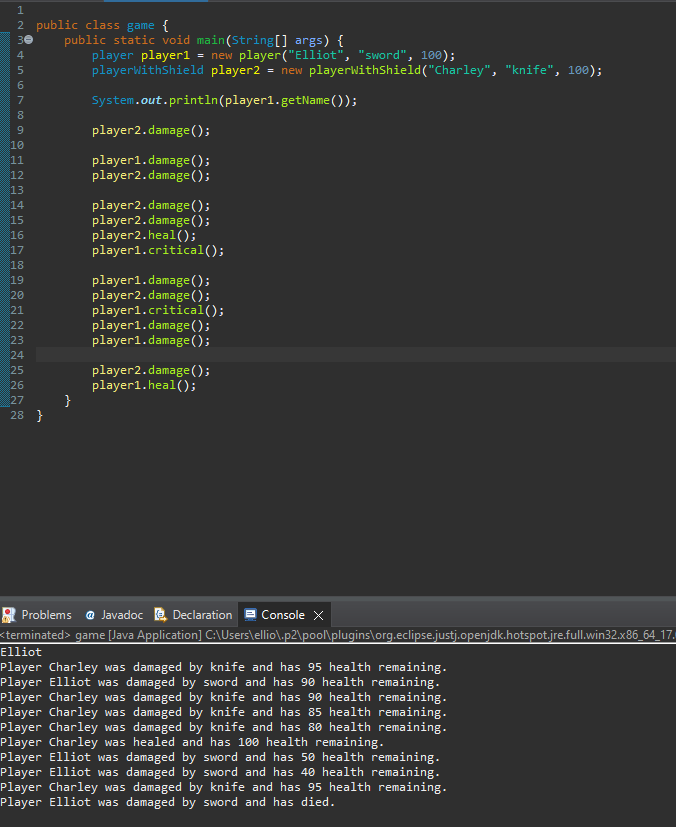 1
2 public class game {
3 public static void main(String[] args) {
4 player player1 = new player("Elliot", "sword", 100);
5 playerWithShield player2 = new playerWithShield("Charley", "knife", 100);
6
7 System.out.println(player1.getName());
8
9 player2.damage();
10
11 player1.damage();
12 player2.damage();
13
14 player2.damage();
15 player2.damage();
16 player2.heal();
17 player1.critical();
18
19 player1.damage();
20 player2.damage();
21 player1.critical();
22 player1.damage();
23 player1.damage();
24
25 player2.damage();
26 player1.heal();
27 }
28 }
Problems @ Javadoc Declaration Console
<terminated> game [Java Application] C:\Users\ellio\.p2\pool\plugins\org.eclipse.justj.openjdk.hotspot.jre.full.win32.x86_64_17.
Elliot
Player Charley was damaged by knife and has 95 health remaining.
Player Elliot was damaged by sword and has 90 health remaining.
Player Charley was damaged by knife and has 90 health remaining.
Player Charley was damaged by knife and has 85 health remaining.
Player Charley was damaged by knife and has 80 health remaining.
Player Charley was healed and has 100 health remaining.
Player Elliot was damaged by sword and has 50 health remaining.
Player Elliot was damaged by sword and has 40 health remaining.
Player Charley was damaged by knife and has 95 health remaining.
Player Elliot was damaged by sword and has died.